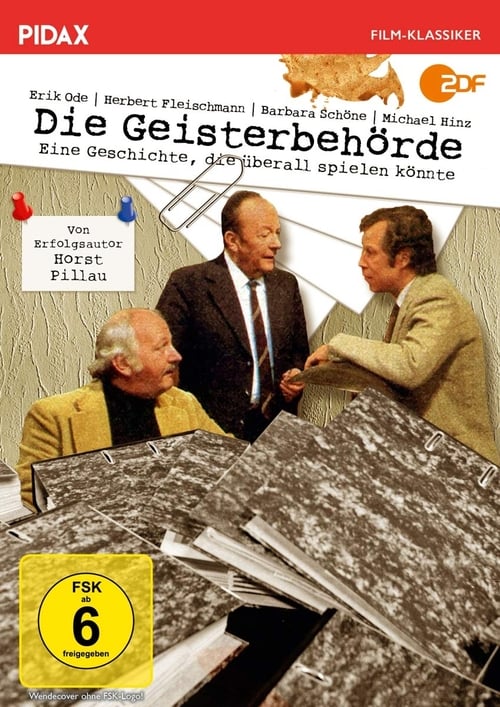 PIDAX
FILM-KLASSIKER
ZDF
Erik Ode | Herbert Fleischmann | Barbara Schöne | Michael Hinz
Die Geisterbehörde
Eine Geschichte, die überall spielen könnte
Von
Erfolgsautor
Horst
Pillau
FSK
ab
6
freigegeben
Wendecover ohne FSK-Logo!